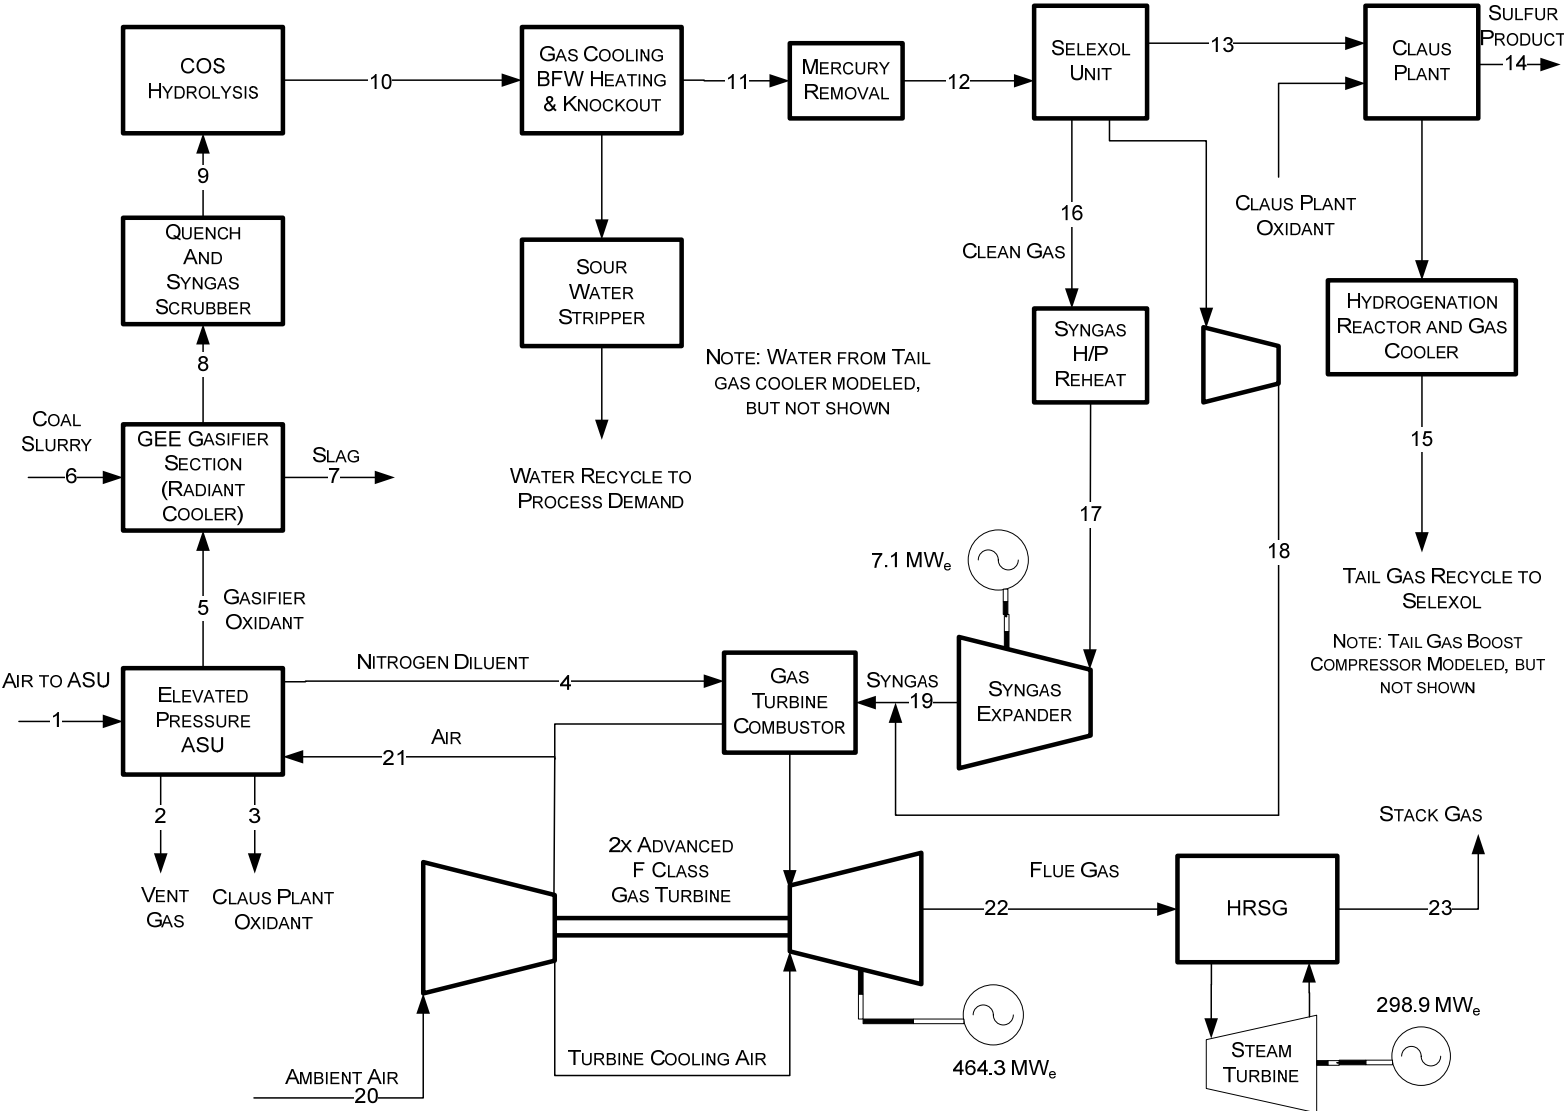 COS
HYDROLYSIS
10
GAS COOLING
BFW HEATING
& KNOCKOUT
11
MERCURY
REMOVAL
12
SELEXOL
UNIT
13
CLAUS
PLANT
SULFUR
PRODUCT
14
9
QUENCH
AND
SYNGAS
SCRUBBER
SOUR
WATER
STRIPPER
16
CLEAN GAS
CLAUS PLANT
OXIDANT
SYNGAS
H/P
REHEAT
HYDROGENATION
REACTOR AND GAS
COOLER
NOTE: WATER FROM TAIL
GAS COOLER MODELED,
BUT NOT SHOWN
8
COAL
SLURRY
6
GEE GASIFIER
SECTION
(RADIANT
COOLER)
SLAG
7
WATER RECYCLE TO
PROCESS DEMAND
15
17
18
7.1 MWe
TAIL GAS RECYCLE TO
SELEXOL
NOTE: TAIL GAS BOOST
COMPRESSOR MODELED, BUT
NOT SHOWN
5
GASIFIER
OXIDANT
AIR TO ASU
1
ELEVATED
PRESSURE
ASU
NITROGEN DILUENT
4
GAS
TURBINE
COMBUSTOR
SYNGAS
19
SYNGAS
EXPANDER
AIR
21
2
3
VENT
GAS
CLAUS PLANT
OXIDANT
2X ADVANCED
F CLASS
GAS TURBINE
FLUE GAS
22
HRSG
STACK GAS
23
TURBINE COOLING AIR
AMBIENT AIR
20
464.3 MWe
STEAM
TURBINE
298.9 MWe